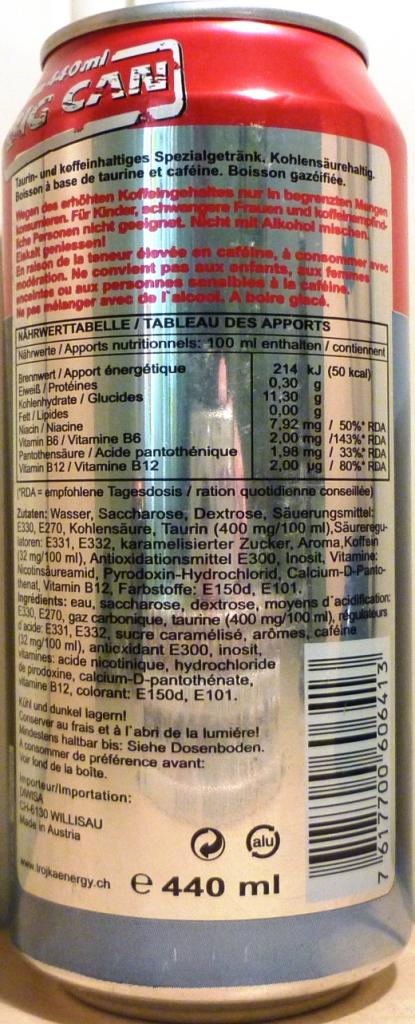 440ml
BIG CAN
Taurin- und koffeinhaltiges Spezialgetränk. Kohlensäurehaltig.
Boisson à base de taurine et caféine. Boisson gazéifiée.
Wegen des erhöhten Koffeingehaltes nur in begrenzten Mengen
konsumieren. Für Kinder, schwangere Frauen und koffeinempfind-
liche Personen nicht geeignet. Nicht mit Alkohol mischen.
Eiskalt geniessen!
En raison de la teneur élevée en caféine, à consommer avec
modération. Ne convient pas aux enfants, aux femmes
enceintes ou aux personnes sensibles à la caféine.
Ne pas mélanger avec de l'alcool. A boire glacé.
NÄHRWERTTABELLE / TABLEAU DES APPORTS
Nährwerte / Apports nutritionnels: 100 ml enthalten / contiennent
Brennwert / Apport énergétique 214 kJ (50 kcal)
Eiweiß / Protéines 0,30 g
Kohlenhydrate / Glucides 11,30 g
Fett / Lipides 0,00 g
Niacin / Niacine 7,92 mg / 50%* RDA
Vitamin B6 / Vitamine B6 2,00 mg /143%* RDA
Pantothensäure / Acide pantothénique 1,98 mg / 33%* RDA
Vitamin B12 / Vitamine B12 2,00 µg / 80%* RDA
(*RDA = empfohlene Tagesdosis / ration quotidienne conseillée)
Zutaten: Wasser, Saccharose, Dextrose, Säuerungsmittel:
E330, E270, Kohlensäure, Taurin (400 mg/100 ml), Säureregu-
latoren: E331, E332, karamelisierter Zucker, Aroma, Koffein
(32 mg/100 ml), Antioxidationsmittel E300, Inosit, Vitamine:
Nicotinsäureamid, Pyrodoxin-Hydrochlorid, Calcium-D-Panto-
thenat, Vitamin B12, Farbstoffe: E150d, E101.
Ingrédients: eau, saccharose, dextrose, moyens d'acidification:
E330, E270, gaz carbonique, taurine (400 mg/100 ml), régulateurs
d'acide: E331, E332, sucre caramélisé, arômes, caféine
(32 mg/100 ml), antioxidant E300, inosit,
vitamines: acide nicotinique, hydrochloride
de pirodoxine, calcium-D-pantothénate,
vitamine B12, colorant: E150d, E101.
Kühl und dunkel lagern!
Conserver au frais et à l'abri de la lumiére!
Mindestens haltbar bis: Siehe Dosenboden.
A consommer de préférence avant:
voir fond de la boîte.
Importeur/Importation:
DIWISA
CH-6130 WILLISAU
Made in Austria
alu
www.trojkaenergy.ch
e 440 ml
7 617700 606413